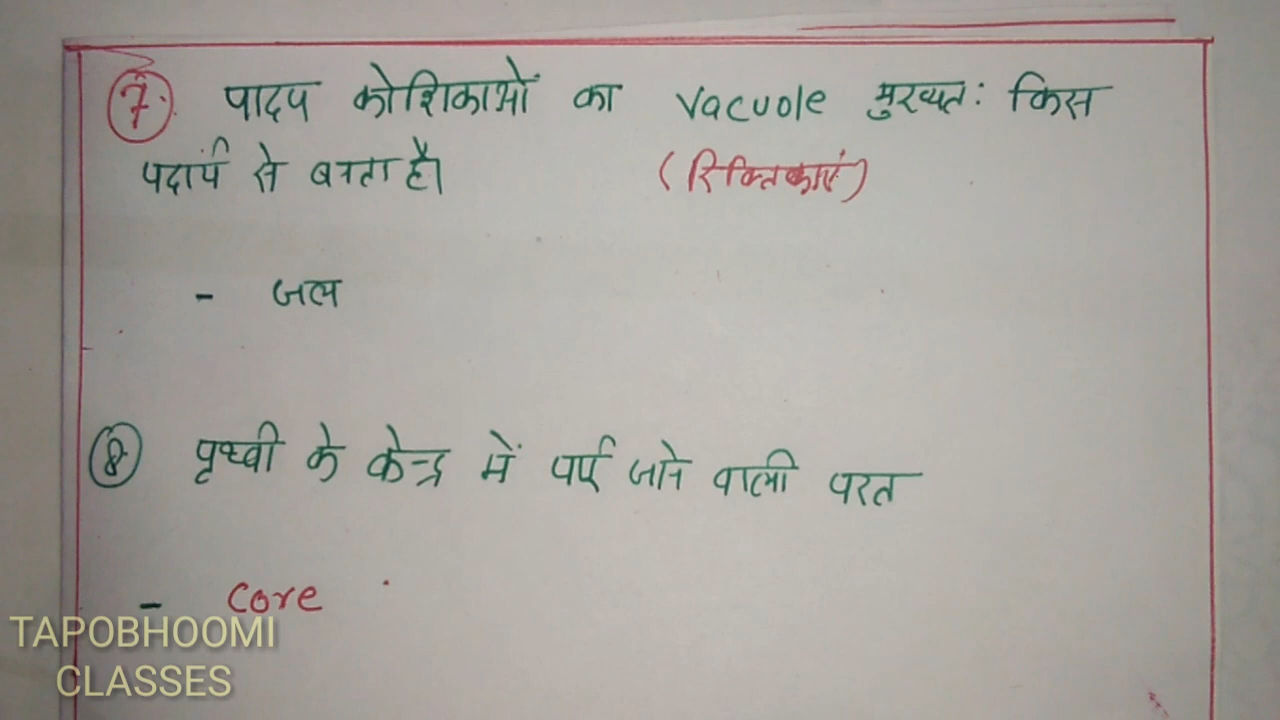 7. पादप कोशिकाओं का Vacuole मुख्यत: किस
पदार्थ से बनता है। (रिक्तिकाएं)
- जल
8 पृथ्वी के केन्द्र में पाए जाने वाली परत
- Core
TAPOBHOOMI
CLASSES